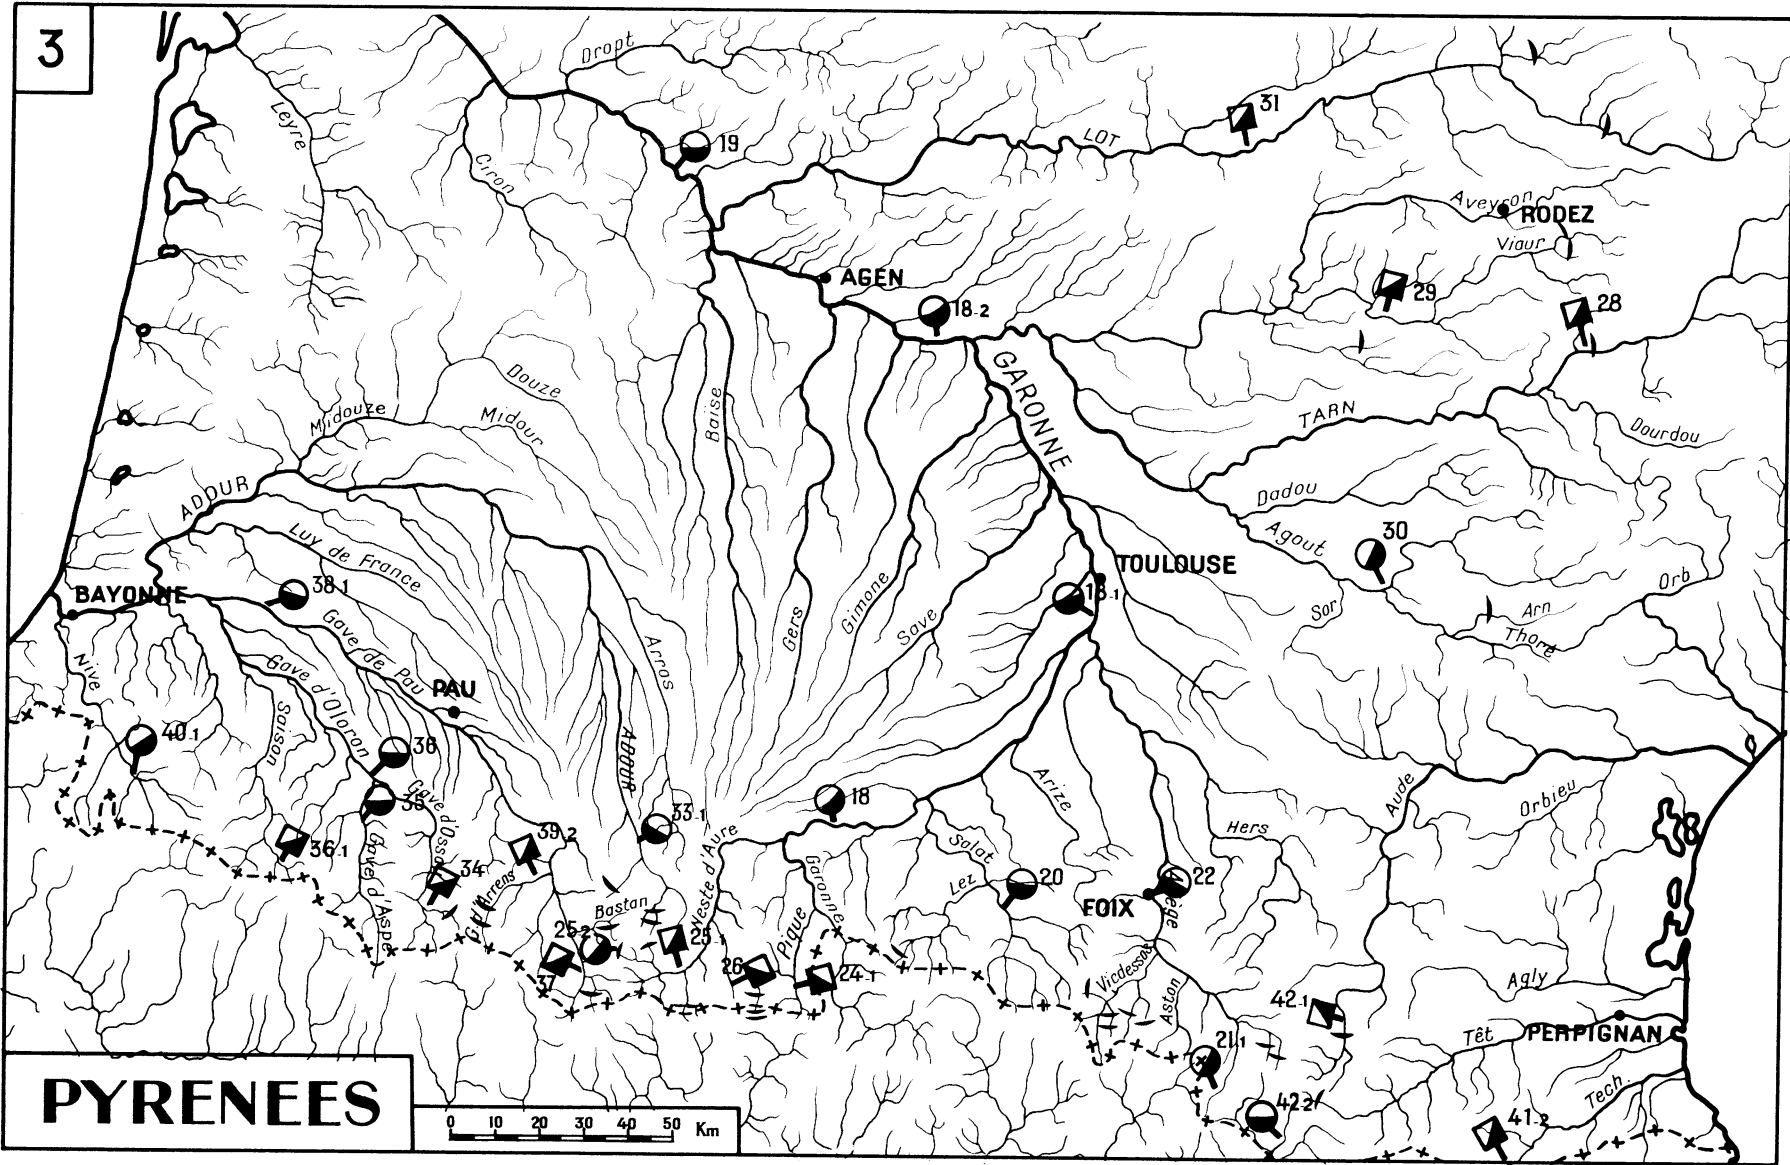 3
Dropt
Leyre
Ciron
19
LOT
31
Aveyron
RODEZ
Viaur
AGEN
18-2
29
28
GARONNE
Douze
Midouze
Midour
Baïse
TARN
Dourdou
ADOUR
Dadou
Luy de France
Agout
30
TOULOUSE
BAYONNE
38-1
Gers
Gimone
Save
18-1
Orb
Sor
Arn
Thoré
Gave de Pau
Arros
Nive
Gave d'Oloron
PAU
Saison
40-1
36
ADOUR
35
Gave d'Ossau
18
Arize
Aude
Orbieu
33-1
Hers
39-2
36-1
Neste d'Aure
Salat
Garonne
Gave d'Aspe
34
G. d'Arrens
Lez
20
22
FOIX
Ariège
Bastan
25-2
25-1
Pique
37
26
24-1
Vicdessos
Aston
Agly
42-1
Têt
PERPIGNAN
21-1
Tech.
42-2
41-2
PYRENEES
0 10 20 30 40 50 Km